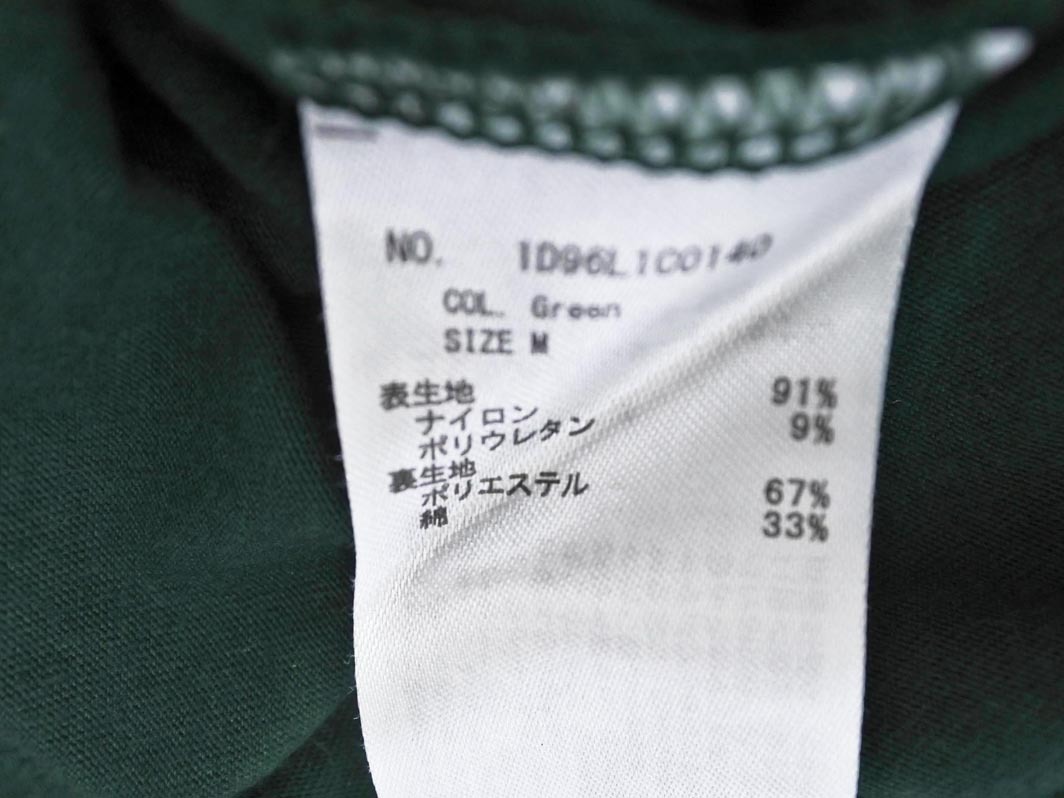 NO. 1D96L1C0140
COL. Green
SIZE M
表生地
ナイロン 91%
ポリウレタン 9%
裏生地
ポリエステル 67%
綿 33%